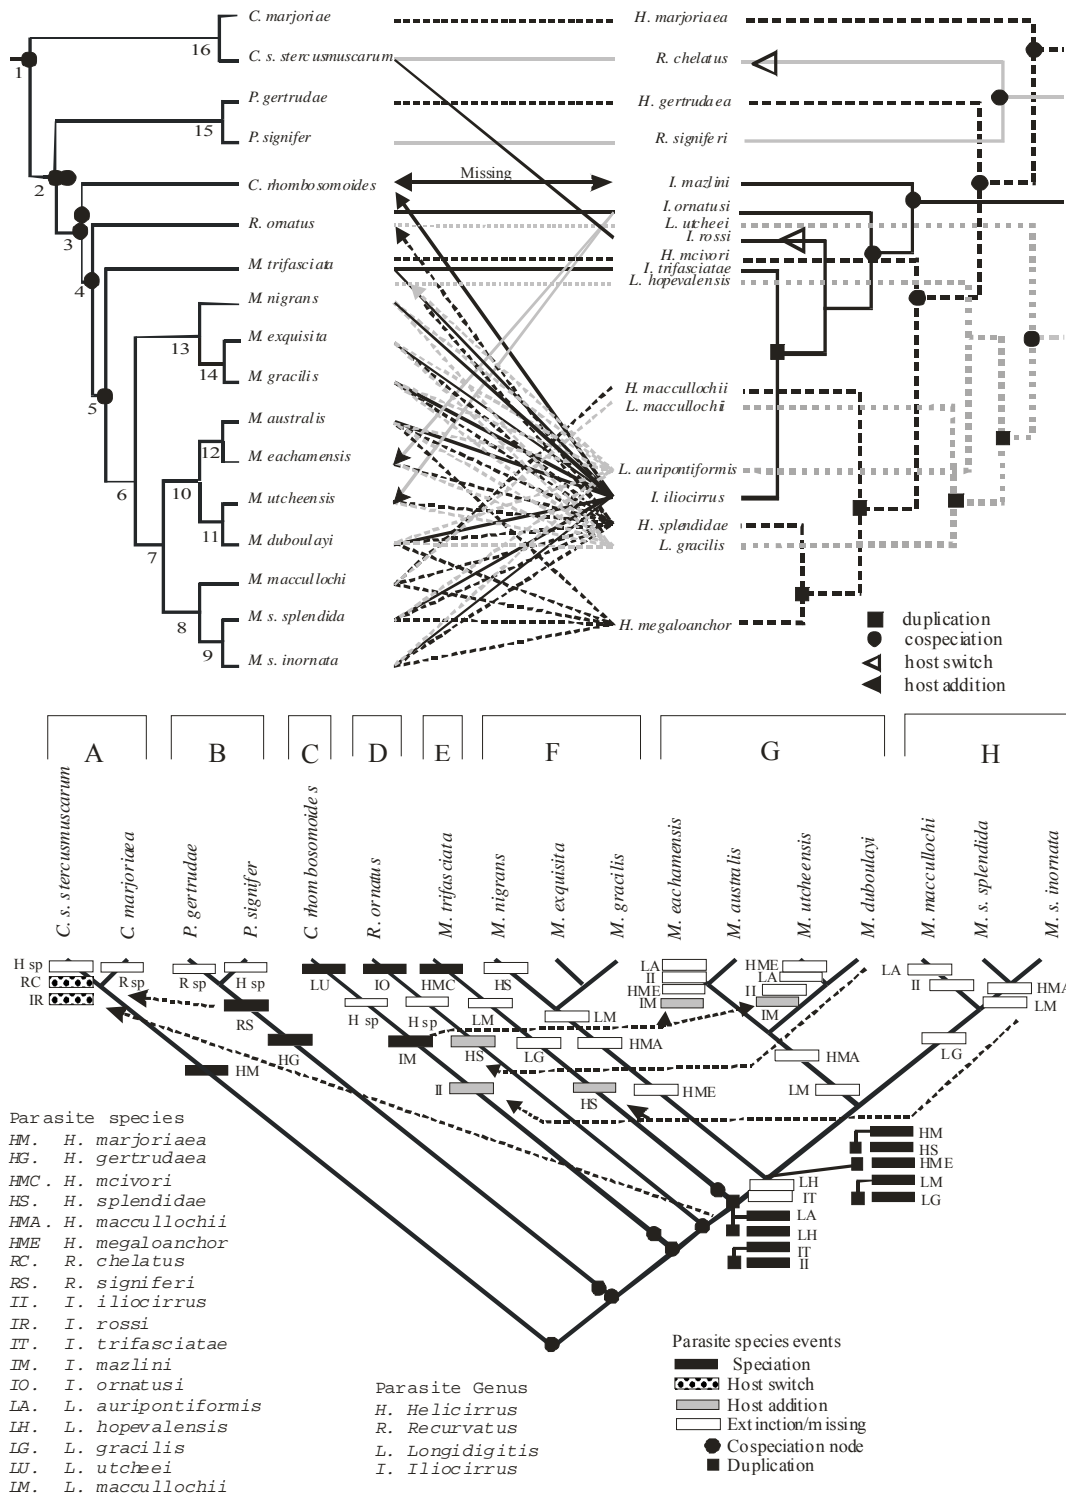 C. marjoriae
H. marjoriaea
16
C. s. stercusmuscarum
R. chelatus
1
P. gertrudae
H. gertrudaea
15
P. signifer
R. signiferi
Missing
2
C. rhombosomoides
I. mazlini
I. ornatusi
R. ornatus
L. utcheei
3
I. rossi
H. mcivori
M. trifasciata
I. trifasciatae
4
L. hopevalensis
M. nigrans
M. exquisita
13
14
M. gracilis
H. maccullochii
5
L. maccullochii
M. australis
12
M. eachamensis
L. auripontiformis
6
10
M. utcheensis
I. iliocirrus
H. splendidae
11
M. duboulayi
L. gracilis
7
M. maccullochi
8
M. s. splendida
H. megaloanchor
9
M. s. inornata
duplication
cospeciation
host switch
host addition
A
B
C
D
E
F
G
H
C. s. stercusmuscarum
C. marjoriaea
P. gertrudae
P. signifer
C. rhombosomoides
R. ornatus
M. trifasciata
M. nigrans
M. exquisita
M. gracilis
M. eachamensis
M. australis
M. utcheensis
M. duboulayi
M. maccullochi
M. s. splendida
M. s. inornata
H sp
RC
IR
R sp
R sp
H sp
RS
HG
HM
LU
IO
HMC
HS
H sp
H sp
LM
LM
IM
HS
LG
HMA
II
HS
HME
LA
II
HME
IM
HME
LA
II
IM
HMA
LM
LA
II
HMA
LM
LG
HM
HS
HME
LM
LG
LH
IT
LA
LH
IT
II
Parasite species
HM. H. marjoriaea
HG. H. gertrudaea
HMC. H. mcivori
HS. H. splendidae
HMA. H. maccullochii
HME H. megaloanchor
RC. R. chelatus
RS. R. signiferi
II. I. iliocirrus
IR. I. rossi
IT. I. trifasciatae
IM. I. mazlini
IO. I. ornatusi
LA. L. auripontiformis
LH. L. hopevalensis
LG. L. gracilis
LU. L. utcheei
LM. L. maccullochii
Parasite Genus
H. Helicirrus
R. Recurvatus
L. Longidigitis
I. Iliocirrus
Parasite species events
Speciation
Host switch
Host addition
Extinction/missing
Cospeciation node
Duplication